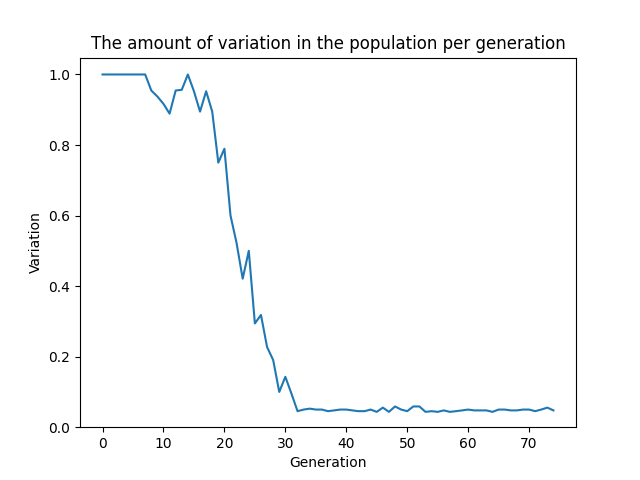 The amount of variation in the population per generation
1.0
0.8
0.6
0.4
0.2
0.0
Variation
0 10 20 30 40 50 60 70
Generation